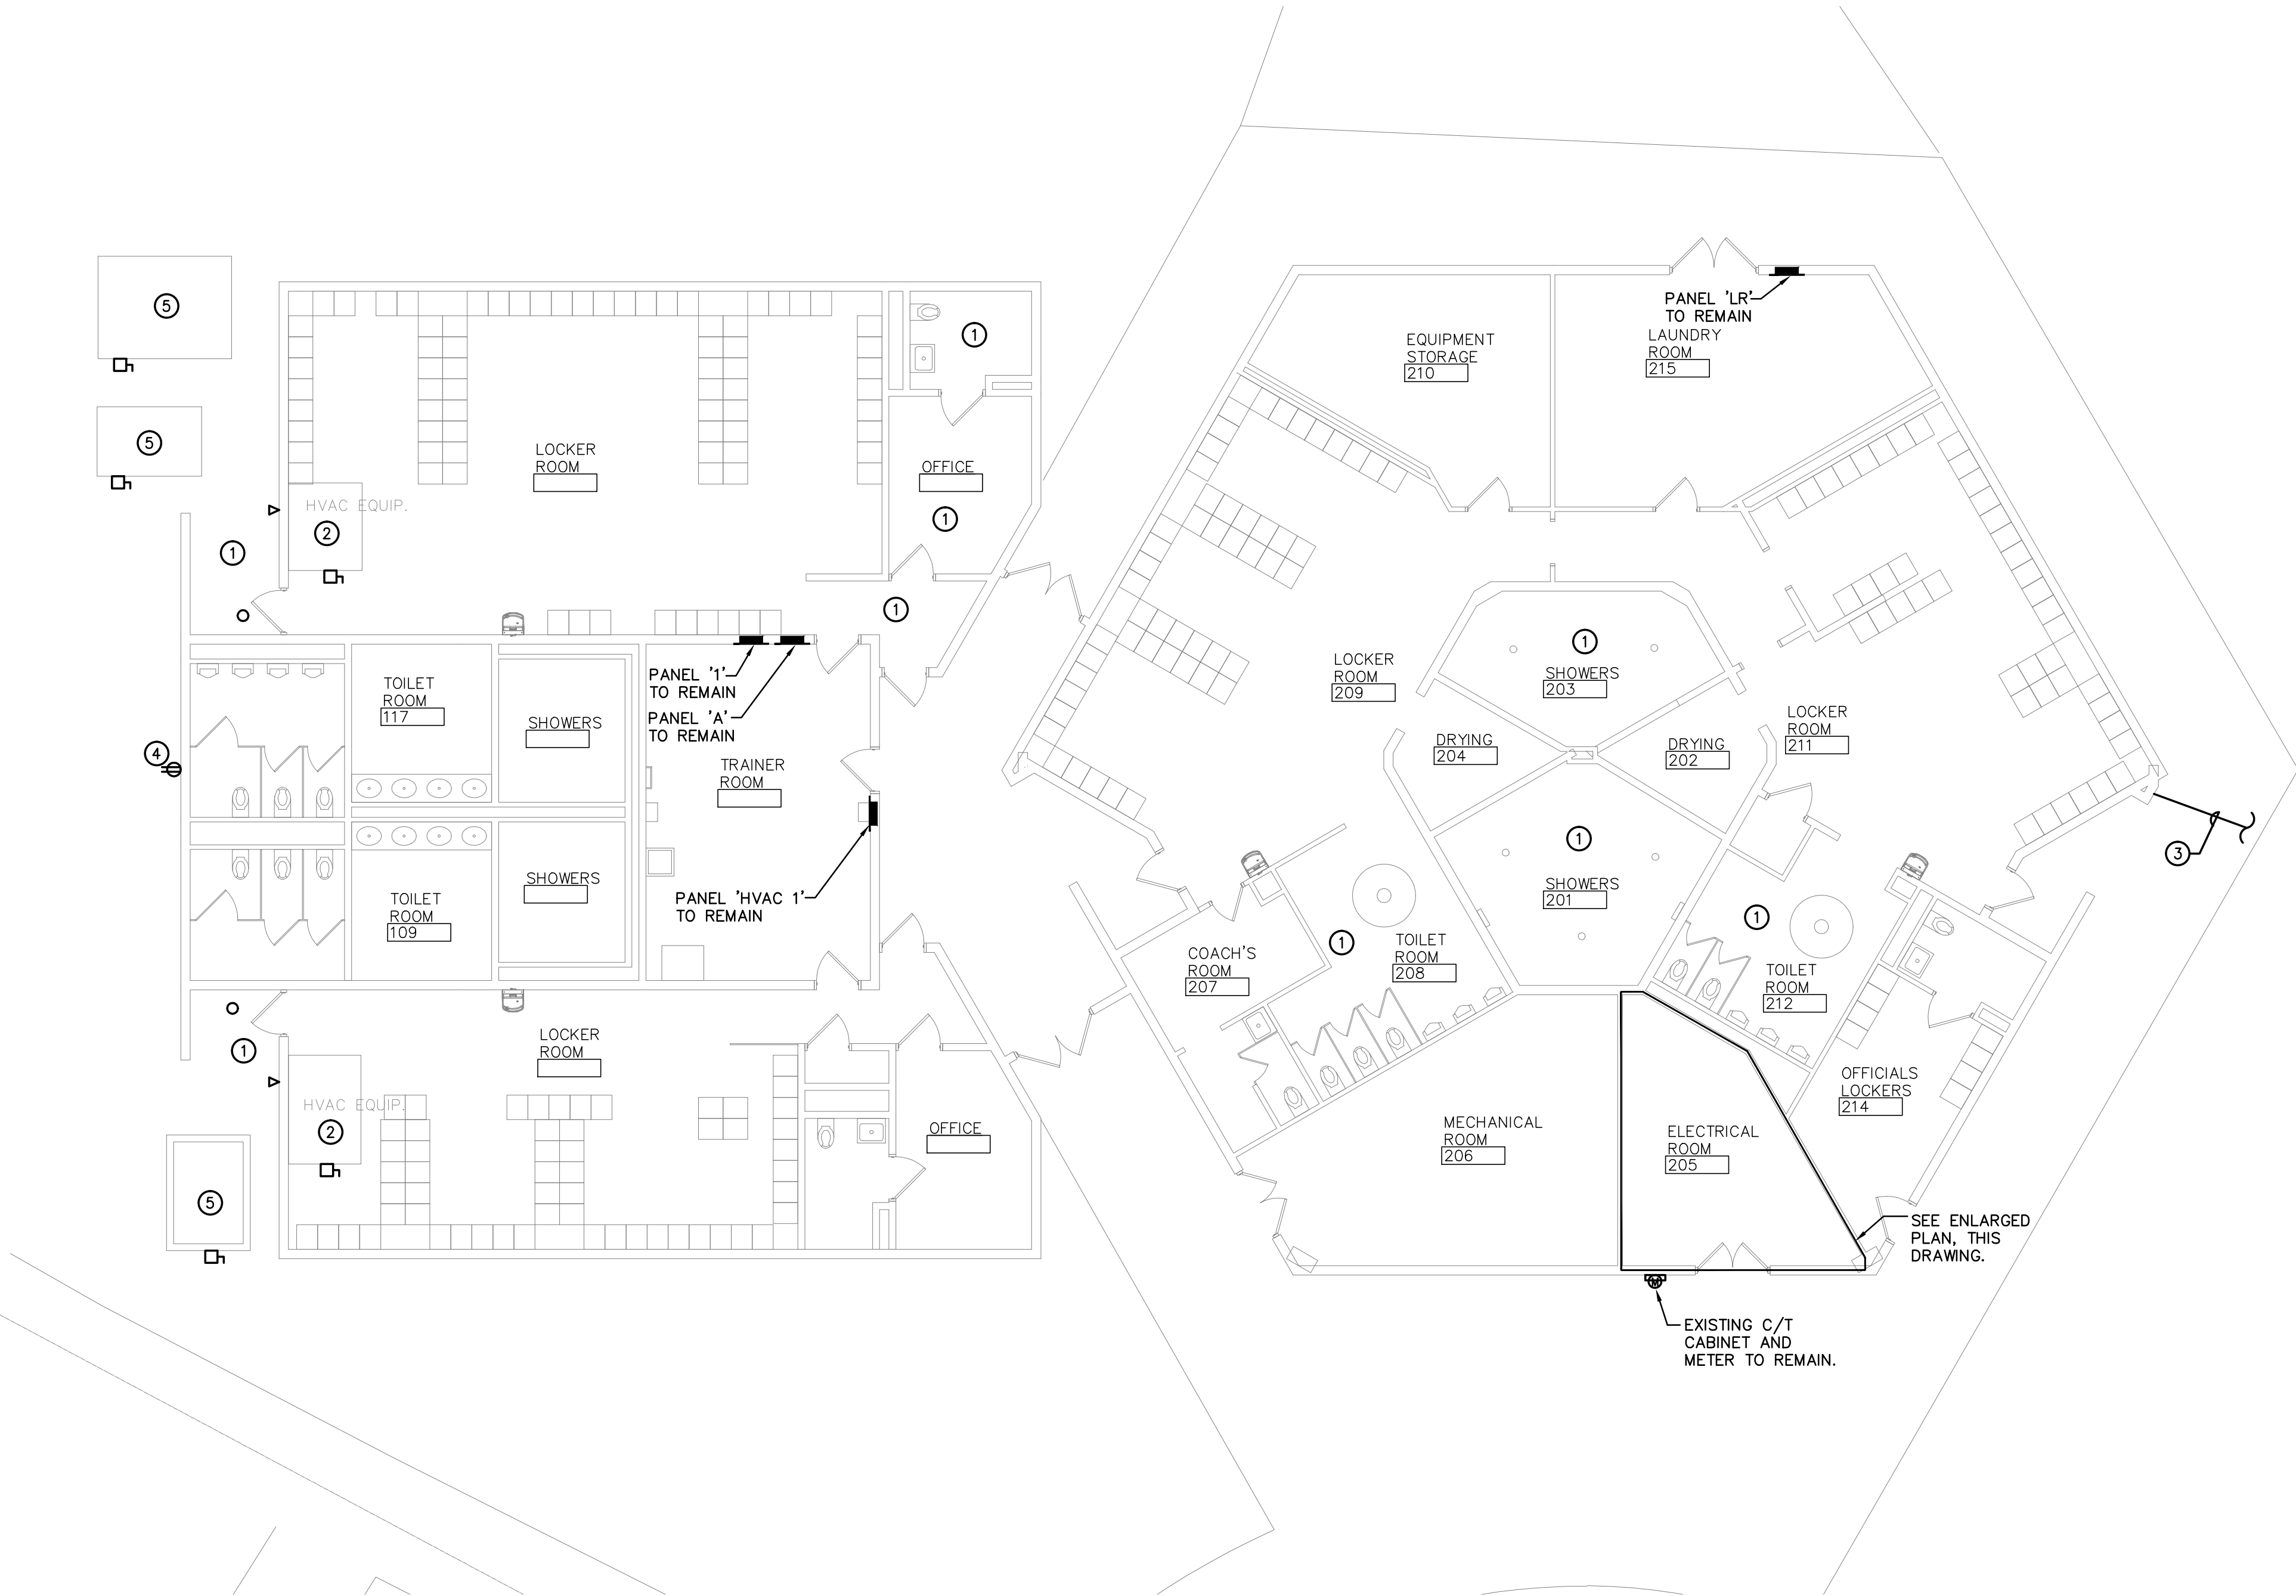 5
5
HVAC EQUIP.
2
1
LOCKER
ROOM
1
OFFICE
1
1
PANEL '1'
TO REMAIN
PANEL 'A'
TO REMAIN
TOILET
ROOM
117
SHOWERS
4
TRAINER
ROOM
PANEL 'HVAC 1'
TO REMAIN
SHOWERS
TOILET
ROOM
109
1
LOCKER
ROOM
HVAC EQUIP.
2
5
OFFICE
EQUIPMENT
STORAGE
210
PANEL 'LR'
TO REMAIN
LAUNDRY
ROOM
215
LOCKER
ROOM
209
1
SHOWERS
203
DRYING
204
DRYING
202
LOCKER
ROOM
211
3
1
SHOWERS
201
COACH'S
ROOM
207
1
TOILET
ROOM
208
1
TOILET
ROOM
212
OFFICIALS
LOCKERS
214
MECHANICAL
ROOM
206
ELECTRICAL
ROOM
205
SEE ENLARGED
PLAN, THIS
DRAWING.
M
EXISTING C/T
CABINET AND
METER TO REMAIN.